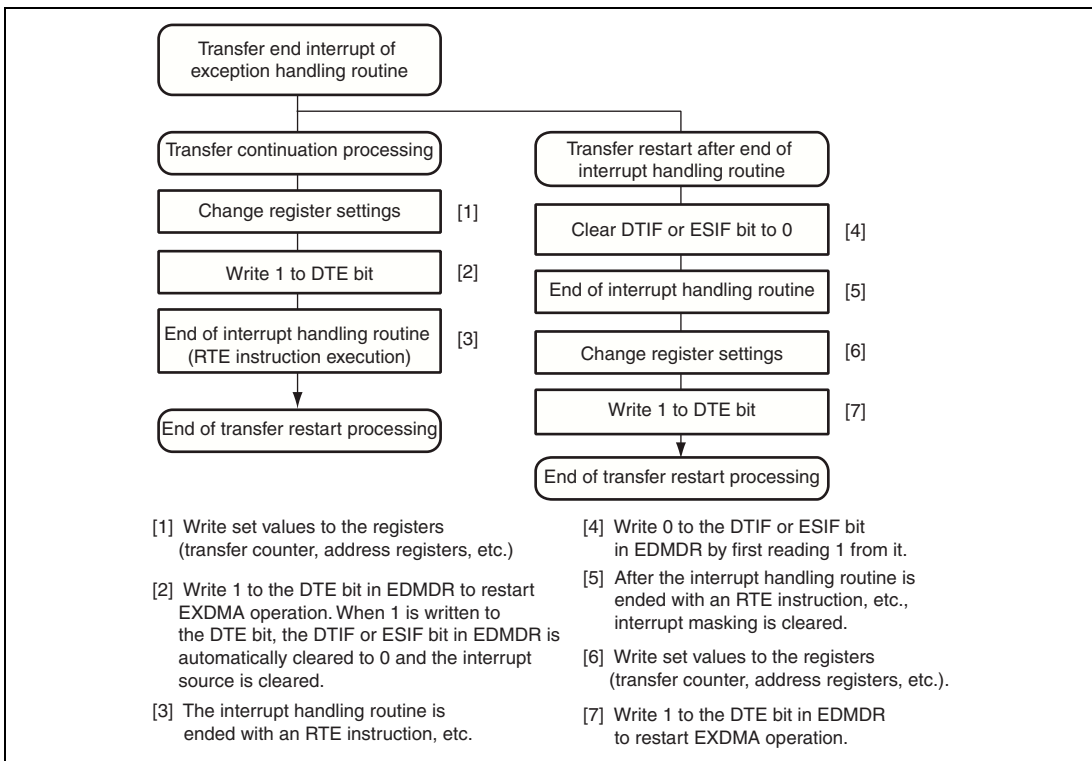 Transfer end interrupt of
exception handling routine
Transfer continuation processing
Change register settings
[1]
Write 1 to DTE bit
[2]
End of interrupt handling routine
(RTE instruction execution)
[3]
End of transfer restart processing
Transfer restart after end of
interrupt handling routine
Clear DTIF or ESIF bit to 0
[4]
End of interrupt handling routine
[5]
Change register settings
[6]
Write 1 to DTE bit
[7]
End of transfer restart processing
[1] Write set values to the registers
(transfer counter, address registers, etc.)
[2] Write 1 to the DTE bit in EDMDR to restart
EXDMA operation. When 1 is written to
the DTE bit, the DTIF or ESIF bit in EDMDR is
automatically cleared to 0 and the interrupt
source is cleared.
[3] The interrupt handling routine is
ended with an RTE instruction, etc.
[4] Write 0 to the DTIF or ESIF bit
in EDMDR by first reading 1 from it.
[5] After the interrupt handling routine is
ended with an RTE instruction, etc.,
interrupt masking is cleared.
[6] Write set values to the registers
(transfer counter, address registers, etc.).
[7] Write 1 to the DTE bit in EDMDR
to restart EXDMA operation.